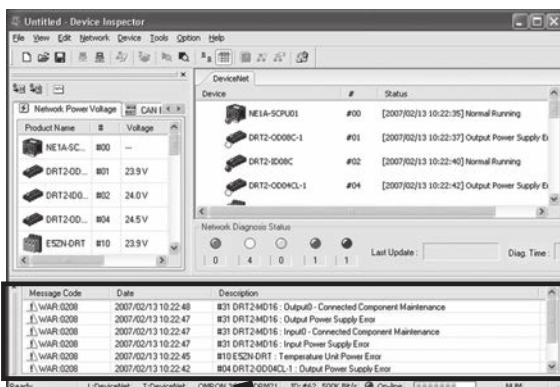 Untitled - Device Inspector
File View Edit Network Device Tools Option Help
Network Power Voltage CAN
Product Name # Voltage
NE1A-SC... #00 ---
DRT2-OD... #01 23.9 V
DRT2-ID0... #02 24.0 V
DRT2-OD... #04 24.5 V
E5ZN-DRT #10 23.9 V
DeviceNet
Device # Status
NE1A-SCPU01 #00 [2007/02/13 10:22:35] Normal Running
DRT2-OD08C-1 #01 [2007/02/13 10:22:37] Output Power Supply E
DRT2-ID08C #02 [2007/02/13 10:22:40] Normal Running
DRT2-OD04CL-1 #04 [2007/02/13 10:22:42] Output Power Supply E
Network Diagnosis Status
0 4 0 1 1
Last Update : Diag. Time :
Message Code Date Description
WAR:0208 2007/02/13 10:22:48 #31 DRT2-MD16 : Output0 - Connected Component Maintenance
WAR:0208 2007/02/13 10:22:47 #31 DRT2-MD16 : Output Power Supply Error
WAR:0208 2007/02/13 10:22:47 #31 DRT2-MD16 : Input0 - Connected Component Maintenance
WAR:0208 2007/02/13 10:22:47 #31 DRT2-MD16 : Input Power Supply Error
WAR:0208 2007/02/13 10:22:45 #10 E5ZN-DRT : Temperature Unit Power Error
WAR:0208 2007/02/13 10:22:42 #04 DRT2-OD04CL-1 : Output Power Supply Error
Ready L:DeviceNet T:DeviceNet OMRON DRM21 ID:#62 500K Bit/s On-line NUM